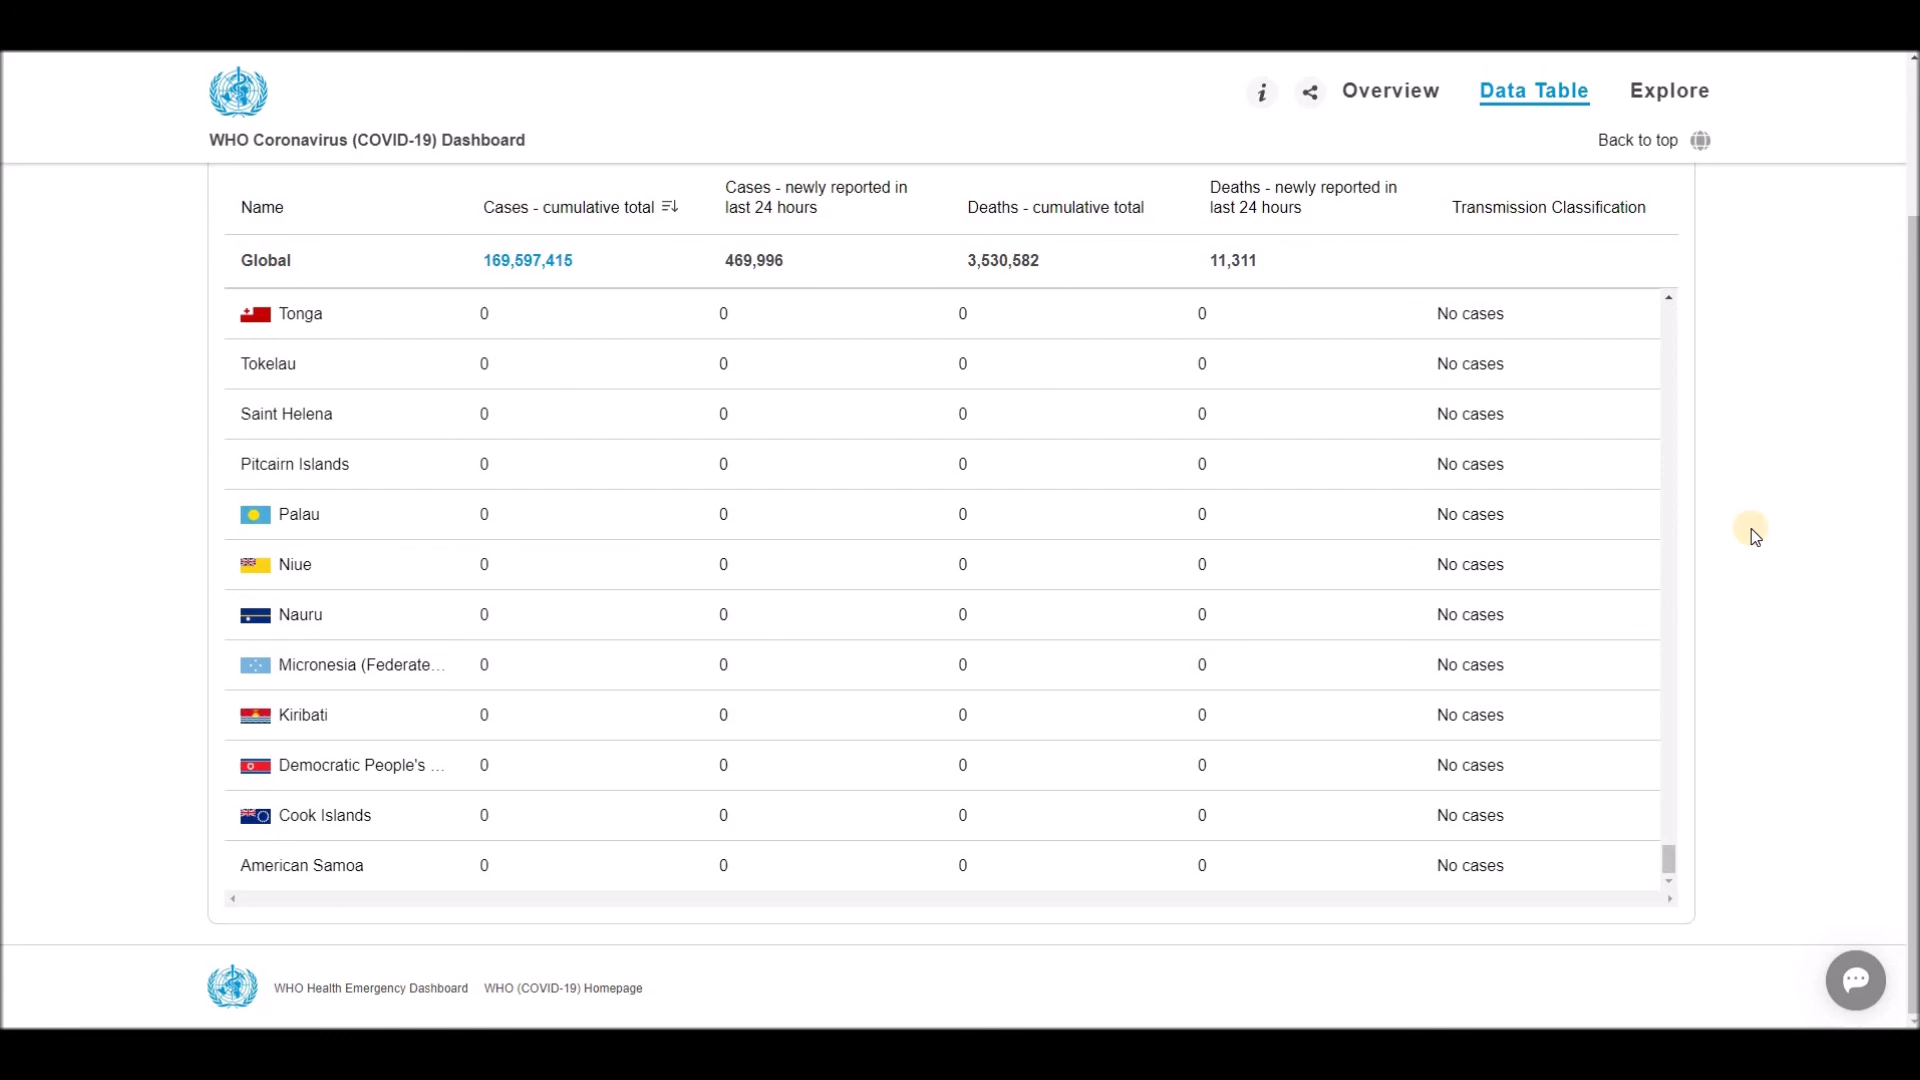 Overview Data Table Explore
WHO Coronavirus (COVID-19) Dashboard
Back to top
Name Cases - cumulative total Cases - newly reported in last 24 hours Deaths - cumulative total Deaths - newly reported in last 24 hours Transmission Classification
Global 169,597,415 469,996 3,530,582 11,311
Tonga 0 0 0 0 No cases
Tokelau 0 0 0 0 No cases
Saint Helena 0 0 0 0 No cases
Pitcairn Islands 0 0 0 0 No cases
Palau 0 0 0 0 No cases
Niue 0 0 0 0 No cases
Nauru 0 0 0 0 No cases
Micronesia (Federate... 0 0 0 0 No cases
Kiribati 0 0 0 0 No cases
Democratic People's ... 0 0 0 0 No cases
Cook Islands 0 0 0 0 No cases
American Samoa 0 0 0 0 No cases
WHO Health Emergency Dashboard WHO (COVID-19) Homepage